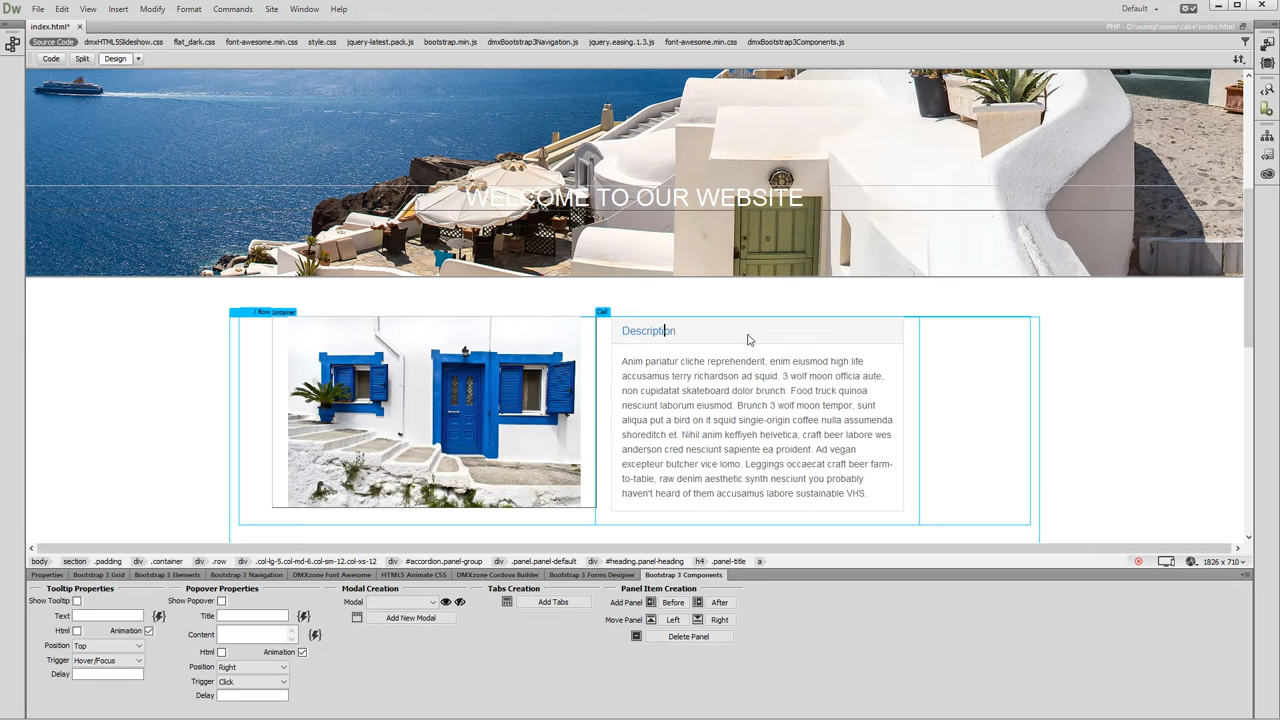 Dw File Edit View Insert Modify Format Commands Site Window Help Default
index.html* × PHP - D:\wamp\www\cake\index.html
Source Code dmxHTML5Slideshow.css flat_dark.css font-awesome.min.css style.css jquery-latest.pack.js bootstrap.min.js dmxBootstrap3Navigation.js jquery.easing.1.3.js font-awesome.min.css dmxBootstrap3Components.js
Code Split Design
WELCOME TO OUR WEBSITE
/ Row Container Cell
Description
Anim pariatur cliche reprehenderit, enim eiusmod high life
accusamus terry richardson ad squid. 3 wolf moon officia aute,
non cupidatat skateboard dolor brunch. Food truck quinoa
nesciunt laborum eiusmod. Brunch 3 wolf moon tempor, sunt
aliqua put a bird on it squid single-origin coffee nulla assumenda
shoreditch et. Nihil anim keffiyeh helvetica, craft beer labore wes
anderson cred nesciunt sapiente ea proident. Ad vegan
excepteur butcher vice lomo. Leggings occaecat craft beer farm-
to-table, raw denim aesthetic synth nesciunt you probably
haven't heard of them accusamus labore sustainable VHS.
body section .padding div .container div .row div .col-lg-5.col-md-6.col-sm-12.col-xs-12 div #accordion.panel-group div .panel.panel-default div #heading.panel-heading h4 .panel-title a 1826 x 710
Properties Bootstrap 3 Grid Bootstrap 3 Elements Bootstrap 3 Navigation DMXzone Font Awesome HTML5 Animate CSS DMXzone Cordova Builder Bootstrap 3 Forms Designer Bootstrap 3 Components
Tooltip Properties Popover Properties Modal Creation Tabs Creation Panel Item Creation
Show Tooltip Show Popover Modal Add Tabs Add Panel Before After
Text Title Add New Modal Move Panel Left Right
Html Animation Content Delete Panel
Position Top Html Animation
Trigger Hover/Focus Position Right
Delay Trigger Click
Delay